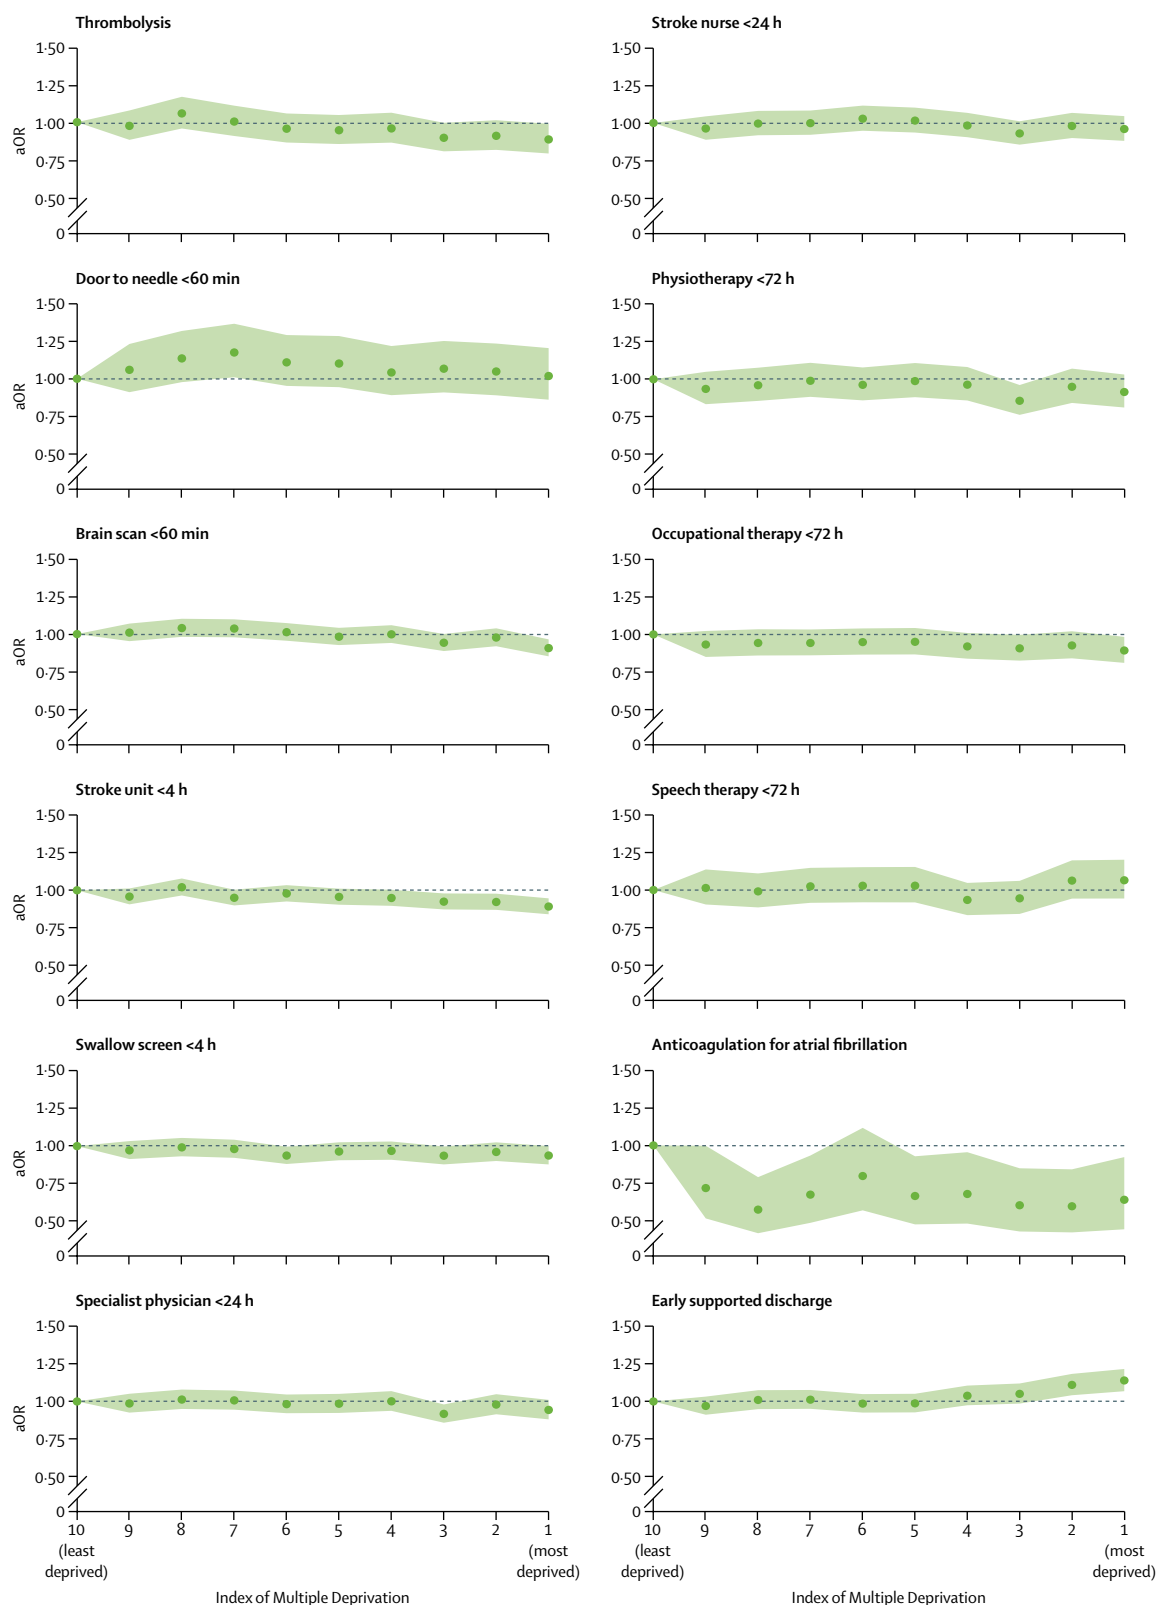 Thrombolysis
1·50
1·25
1·00
0·75
0·50
0
aOR
Stroke nurse <24 h
1·50
1·25
1·00
0·75
0·50
0
Door to needle <60 min
1·50
1·25
1·00
0·75
0·50
0
aOR
Physiotherapy <72 h
1·50
1·25
1·00
0·75
0·50
0
Brain scan <60 min
1·50
1·25
1·00
0·75
0·50
0
aOR
Occupational therapy <72 h
1·50
1·25
1·00
0·75
0·50
0
Stroke unit <4 h
1·50
1·25
1·00
0·75
0·50
0
aOR
Speech therapy <72 h
1·50
1·25
1·00
0·75
0·50
0
Swallow screen <4 h
1·50
1·25
1·00
0·75
0·50
0
aOR
Anticoagulation for atrial fibrillation
1·50
1·25
1·00
0·75
0·50
0
Specialist physician <24 h
1·50
1·25
1·00
0·75
0·50
0
aOR
10 9 8 7 6 5 4 3 2 1
(least (most
deprived) deprived)
Index of Multiple Deprivation
Early supported discharge
1·50
1·25
1·00
0·75
0·50
0
10 9 8 7 6 5 4 3 2 1
(least (most
deprived) deprived)
Index of Multiple Deprivation